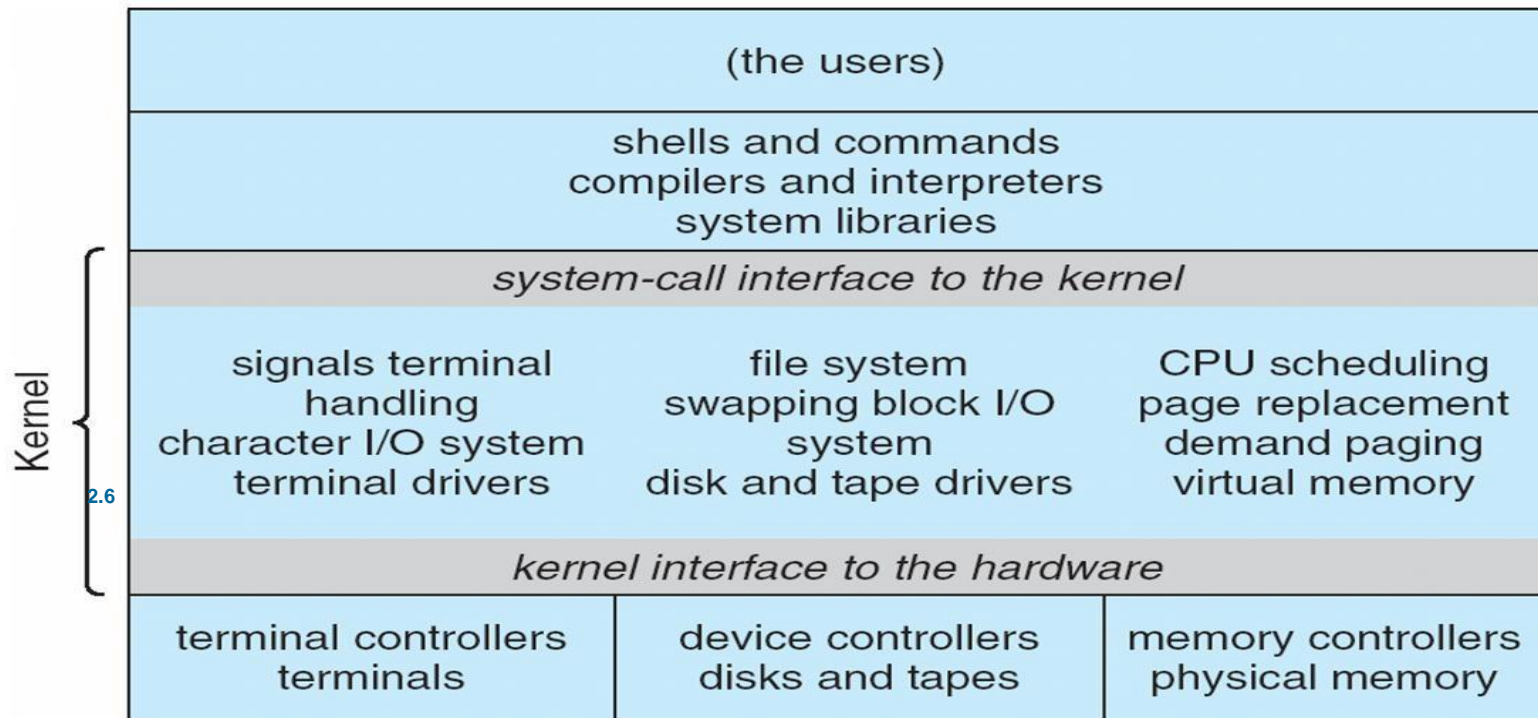 (the users)
shells and commands
compilers and interpreters
system libraries
Kernel
2.6
system-call interface to the kernel
signals terminal
handling
character I/O system
terminal drivers
file system
swapping block I/O
system
disk and tape drivers
CPU scheduling
page replacement
demand paging
virtual memory
kernel interface to the hardware
terminal controllers
terminals
device controllers
disks and tapes
memory controllers
physical memory